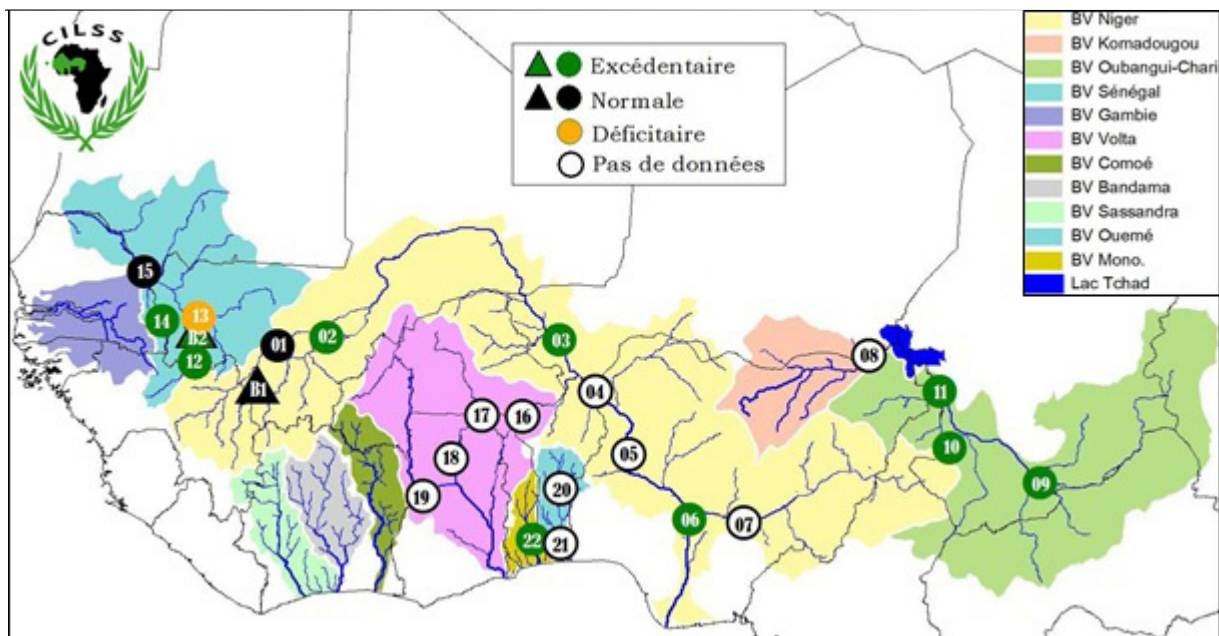 CILSS
Excédentaire
Normale
Déficitaire
Pas de données
BV Niger
BV Komadougou
BV Oubangui-Chari
BV Sénégal
BV Gambie
BV Volta
BV Comoé
BV Bandama
BV Sassandra
BV Ouemé
BV Mono.
Lac Tchad
15
14
13
B2
12
01
02
B1
03
04
05
06
07
08
11
10
09
17
16
18
19
20
22
21